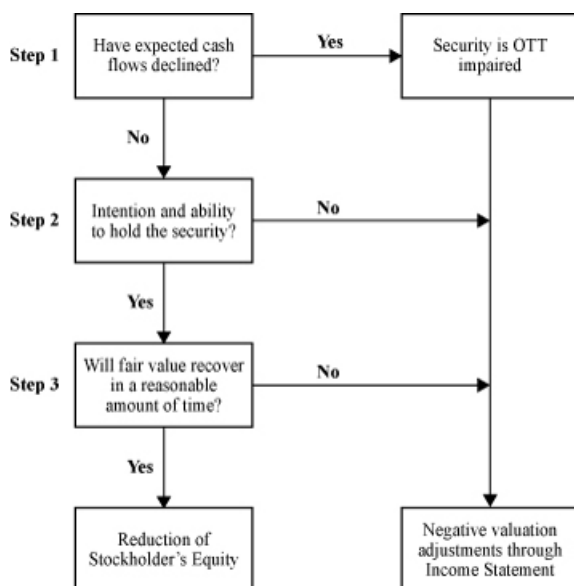 Step 1
Have expected cash
flows declined?
Yes
Security is OTT
impaired
No
Step 2
Intention and ability
to hold the security?
No
Yes
Step 3
Will fair value recover
in a reasonable
amount of time?
No
Yes
Reduction of
Stockholder's Equity
Negative valuation
adjustments through
Income Statement